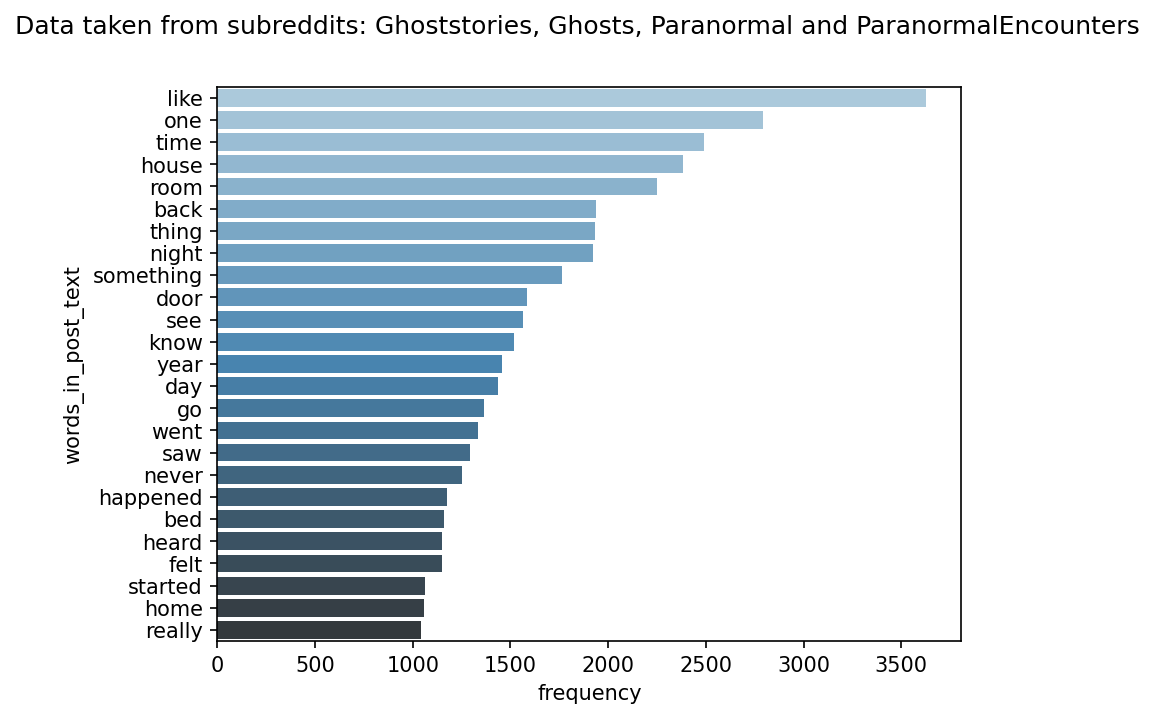 Data taken from subreddits: Ghoststories, Ghosts, Paranormal and ParanormalEncounters
words_in_post_text
like
one
time
house
room
back
thing
night
something
door
see
know
year
day
go
went
saw
never
happened
bed
heard
felt
started
home
really
0 500 1000 1500 2000 2500 3000 3500
frequency